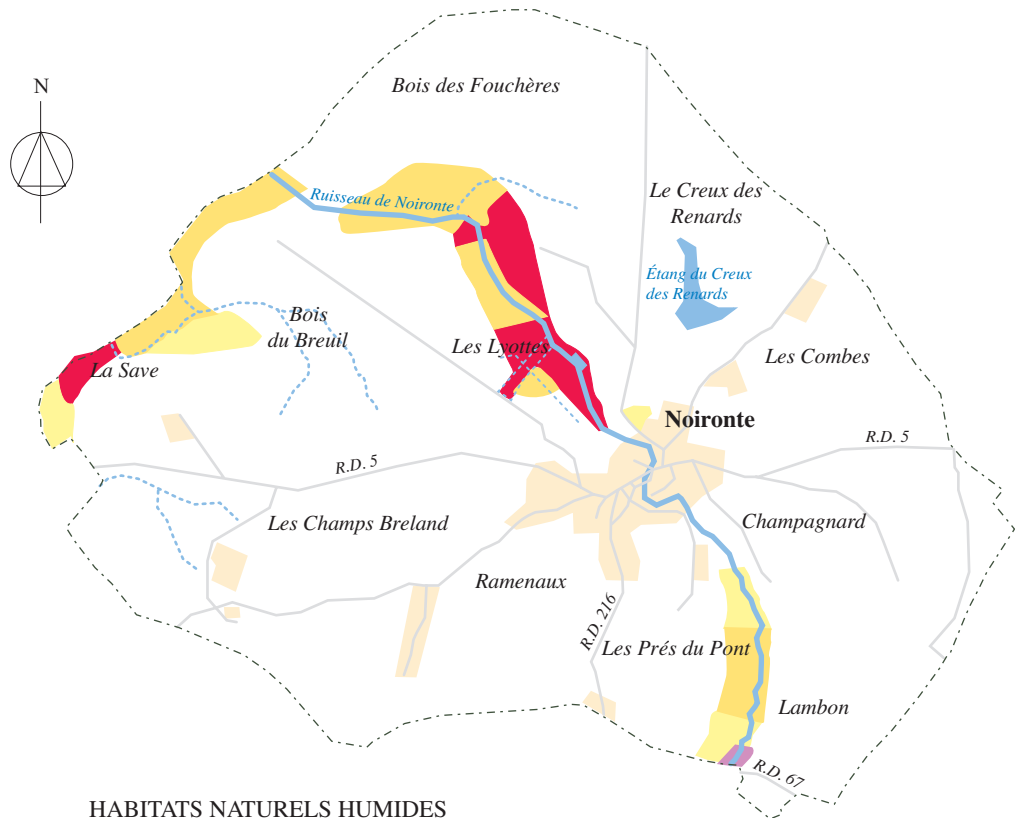 Bois des Fouchères
N
Le Creux des
Renards
Ruisseau de Noironte
Étang du Creux
des Renards
Bois
du Breuil
Les Lyottes
Les Combes
La Save
Noironte
R.D. 5
R.D. 5
Les Champs Breland
Champagnard
Ramenaux
R.D. 216
Les Prés du Pont
Lambon
R.D. 67
HABITATS NATURELS HUMIDES